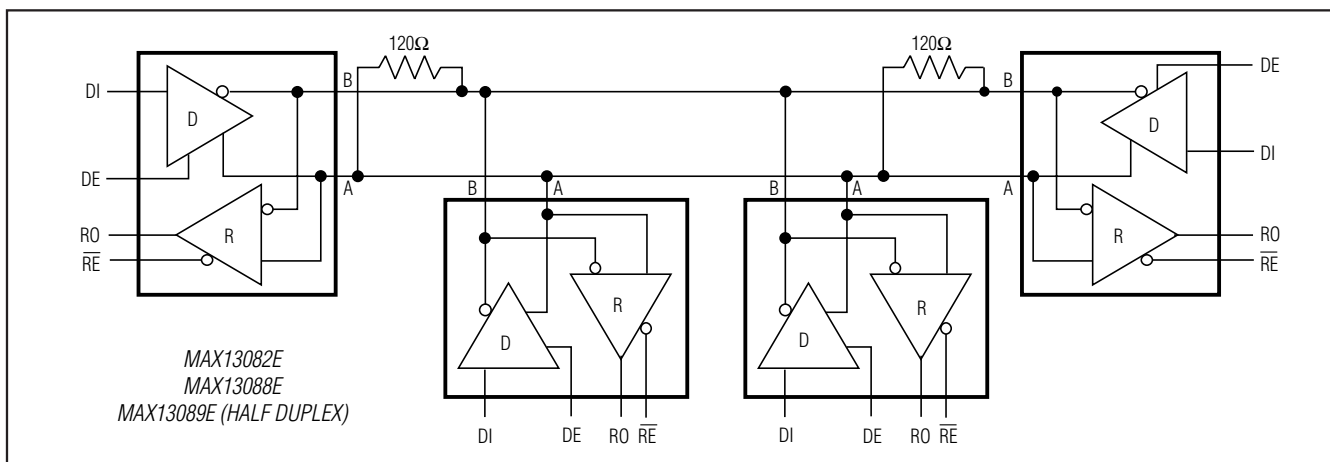 120Ω
120Ω
DI
D
B
B
DE
D
DI
DE
A
B
A
B
A
A
RO
R
RE̅
R
RO
RE̅
R
D
R
D
MAX13082E
MAX13088E
MAX13089E (HALF DUPLEX)
DI
DE
RO
RE̅
DI
DE
RO
RE̅